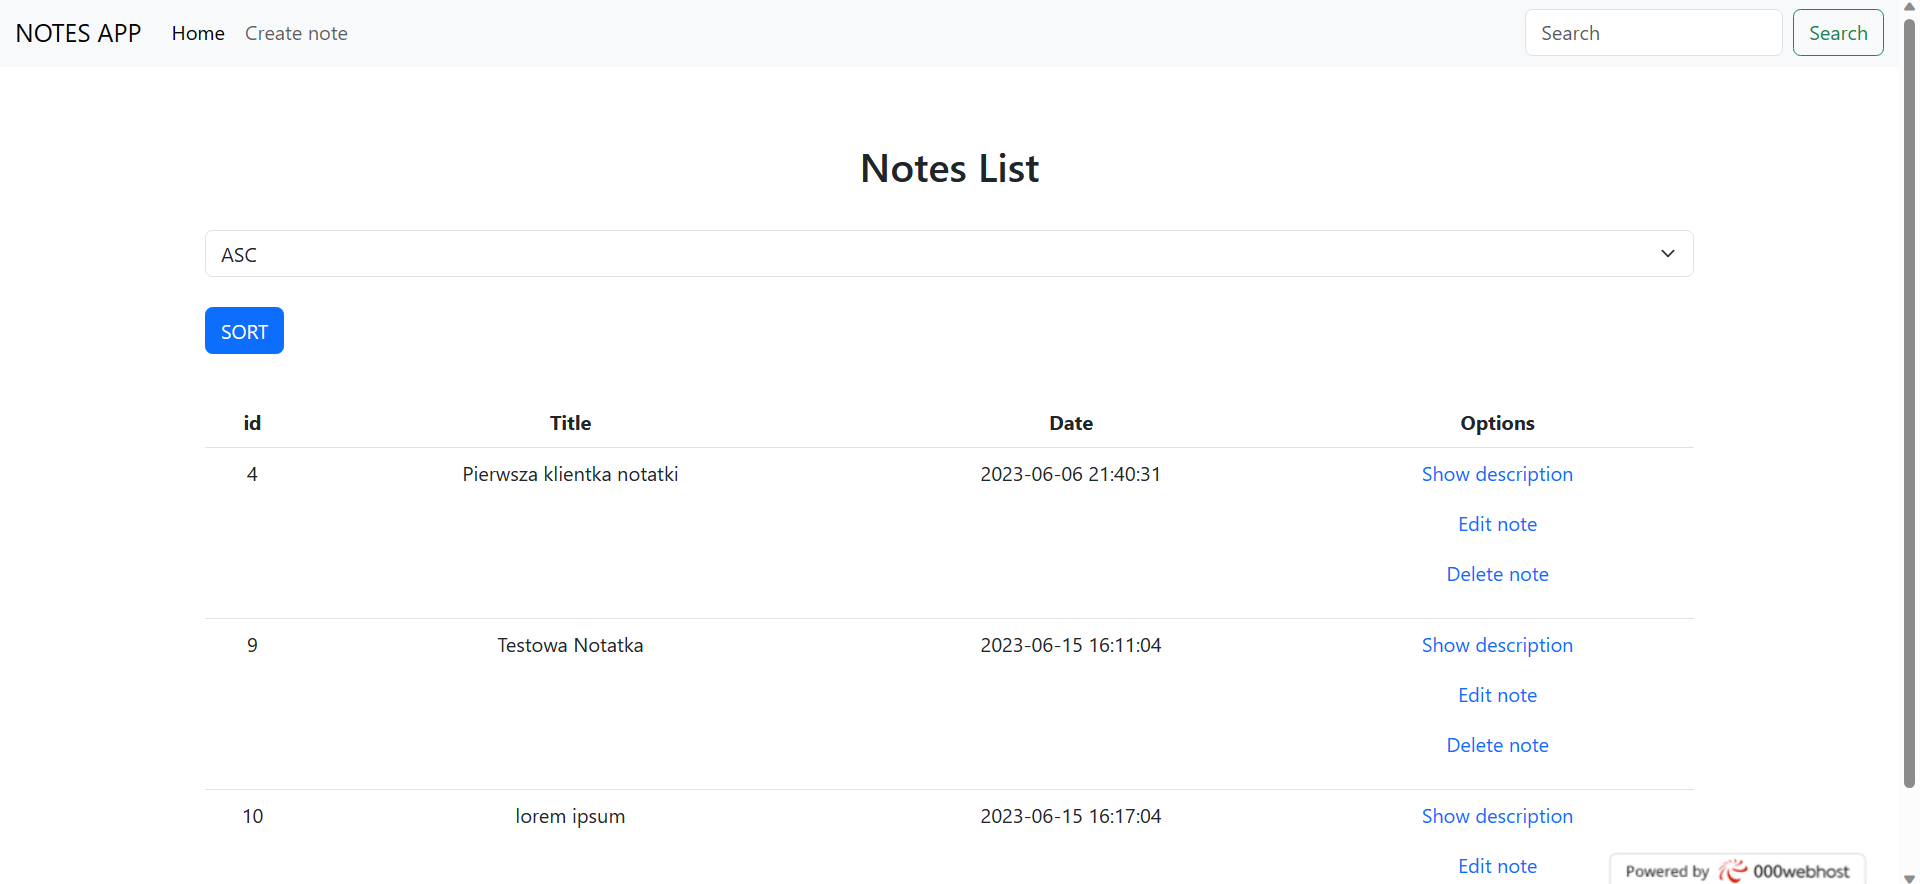 NOTES APP Home Create note Search Search
Notes List
ASC
SORT
id Title Date Options
4 Pierwsza klientka notatki 2023-06-06 21:40:31 Show description
Edit note
Delete note
9 Testowa Notatka 2023-06-15 16:11:04 Show description
Edit note
Delete note
10 lorem ipsum 2023-06-15 16:17:04 Show description
Edit note
Powered by 000webhost